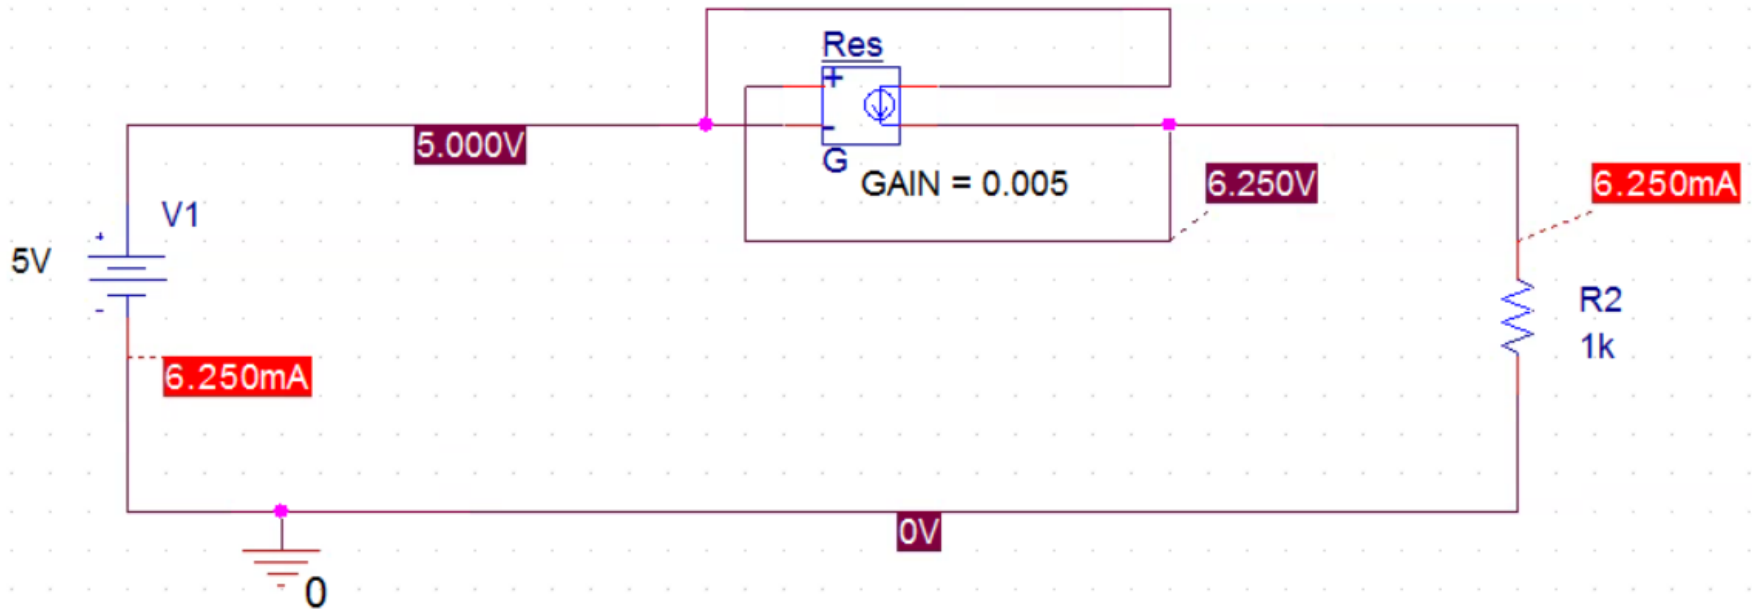 Res
+
-
G
GAIN = 0.005
5.000V
6.250V
6.250mA
V1
+
5V
-
6.250mA
R2
1k
0V
0